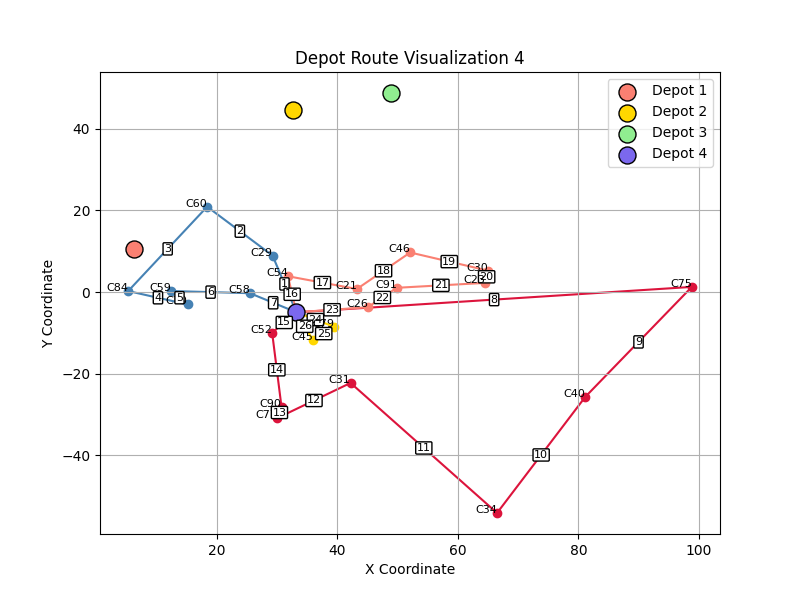 Depot Route Visualization 4
Depot 1
Depot 2
Depot 3
Depot 4
Y Coordinate
40
20
0
−20
−40
20
40
60
80
100
X Coordinate
C60
C29
C84
C59
C58
C54
C21
C46
C30
C91
C26
C75
C52
C45
C90
C31
C40
C34
1
2
3
4
5
6
7
8
9
10
11
12
13
14
15
16
17
18
19
20
21
22
23
24
25
26